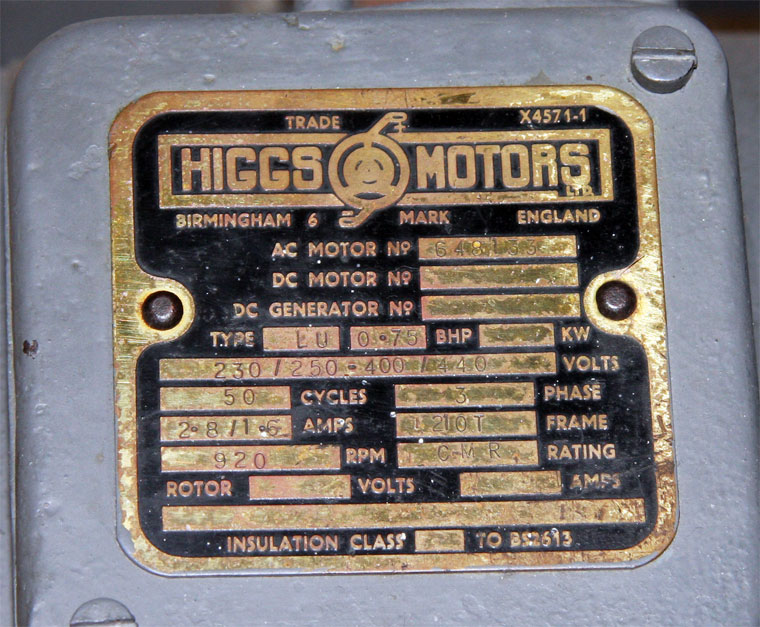 TRADE X4571-1
HIGGS MOTORS LTD.
BIRMINGHAM 6 MARK ENGLAND
AC MOTOR Nº 648133
DC MOTOR Nº
DC GENERATOR Nº
TYPE LU 0·75 BHP KW
230/250-400/440 VOLTS
50 CYCLES 3 PHASE
2·8/1·6 AMPS L210T FRAME
920 RPM C·M·R RATING
ROTOR VOLTS AMPS
INSULATION CLASS TO BS2613